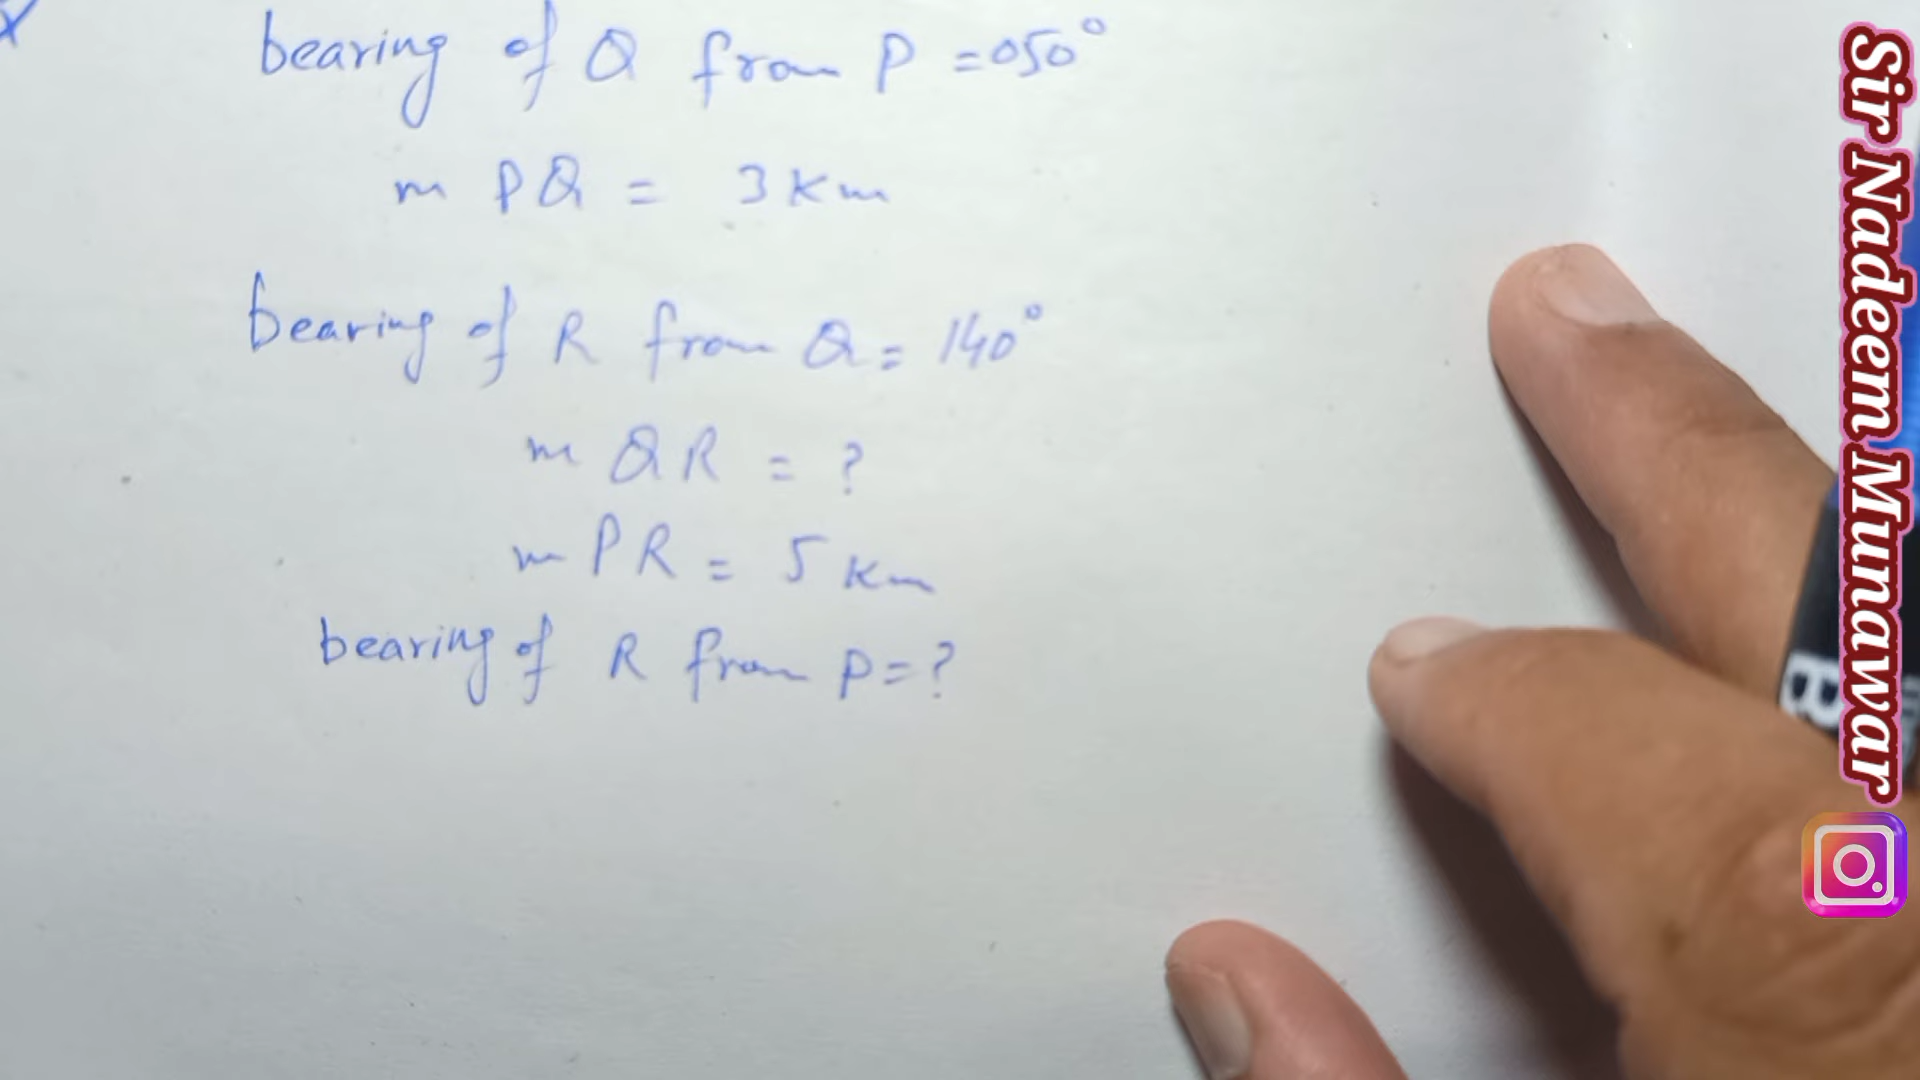 bearing of Q from P = 050°
m PQ = 3 Km
bearing of R from Q = 140°
m QR = ?
m PR = 5 Km
bearing of R from P = ?
Sir Nadeem Munawar
B